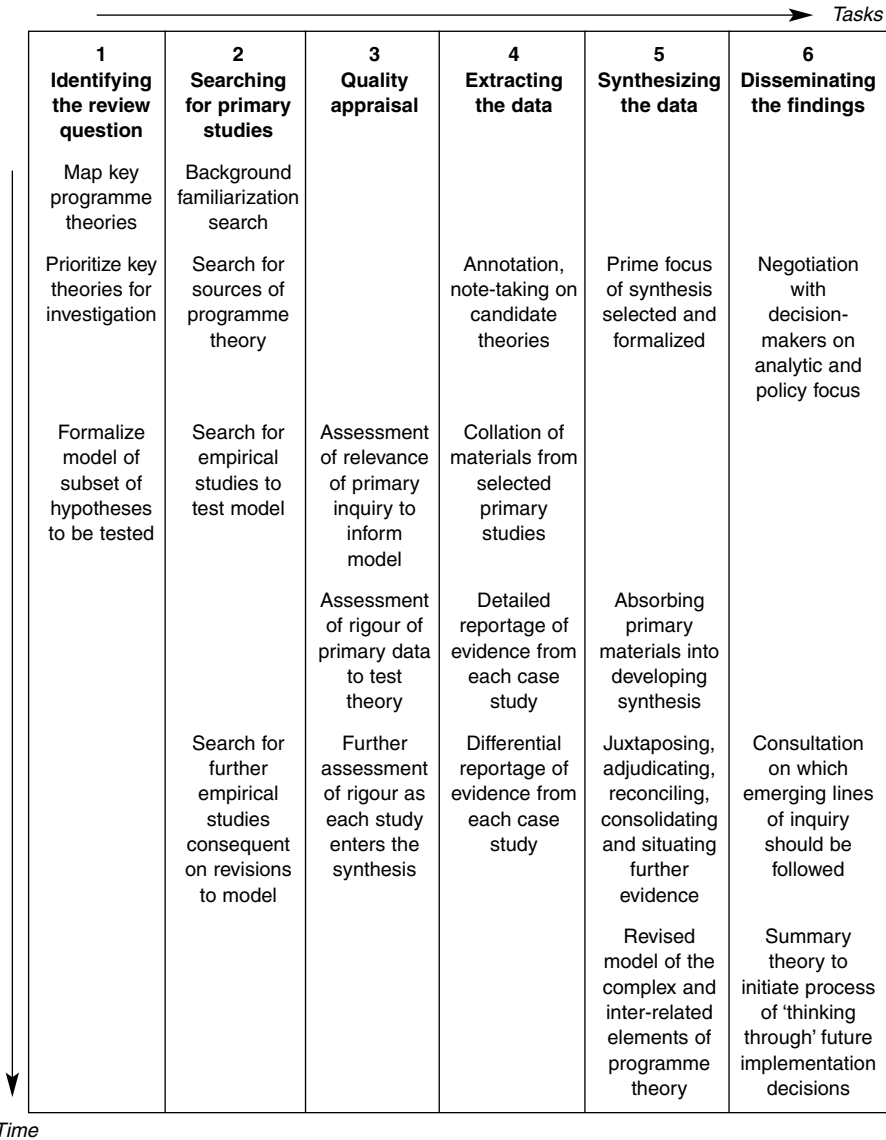 Tasks
1
Identifying
the review
question
2
Searching
for primary
studies
3
Quality
appraisal
4
Extracting
the data
5
Synthesizing
the data
6
Disseminating
the findings
Map key
programme
theories
Background
familiarization
search
Prioritize key
theories for
investigation
Search for
sources of
programme
theory
Annotation,
note-taking on
candidate
theories
Prime focus
of synthesis
selected and
formalized
Negotiation
with
decision-
makers on
analytic and
policy focus
Formalize
model of
subset of
hypotheses
to be tested
Search for
empirical
studies to
test model
Assessment
of relevance
of primary
inquiry to
inform
model
Collation of
materials from
selected
primary
studies
Assessment
of rigour of
primary data
to test
theory
Detailed
reportage of
evidence from
each case
study
Absorbing
primary
materials into
developing
synthesis
Search for
further
empirical
studies
consequent
on revisions
to model
Further
assessment
of rigour as
each study
enters the
synthesis
Differential
reportage of
evidence from
each case
study
Juxtaposing,
adjudicating,
reconciling,
consolidating
and situating
further
evidence
Consultation
on which
emerging lines
of inquiry
should be
followed
Revised
model of the
complex and
inter-related
elements of
programme
theory
Summary
theory to
initiate process
of ‘thinking
through’ future
implementation
decisions
Time